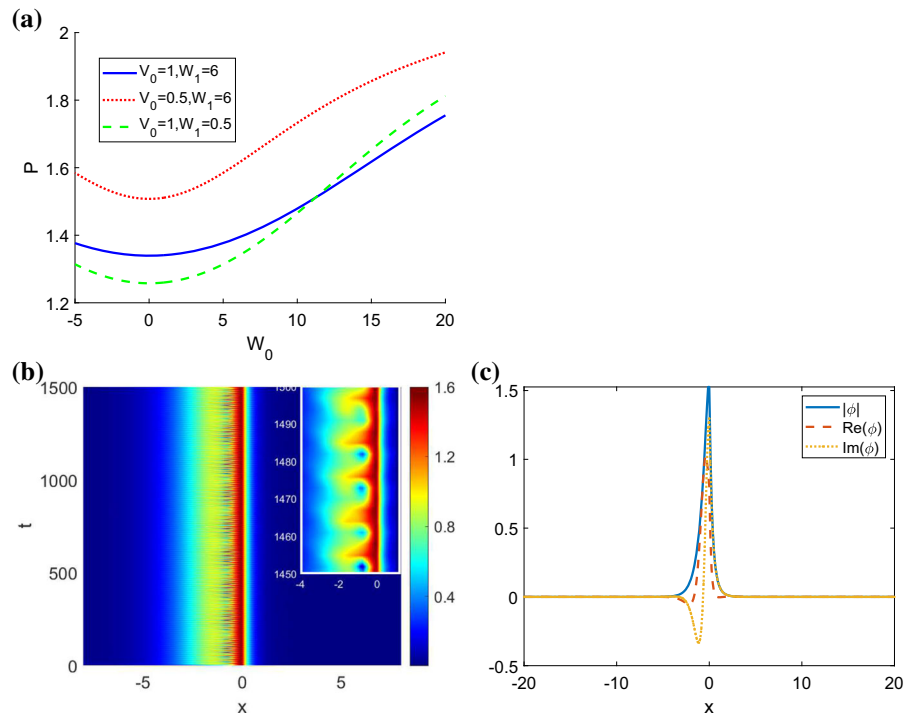 (a)
2
1.8
1.6
1.4
1.2
P
V0=1,W1=6
V0=0.5,W1=6
V0=1,W1=0.5
-5 0 5 10 15 20
W0
(b)
1500
1000
500
0
t
1500
1490
1480
1470
1460
1450
-4 -2 0
1.6
1.2
0.8
0.4
-5 0 5
x
(c)
1.5
1
0.5
0
-0.5
|ϕ|
Re(ϕ)
Im(ϕ)
-20 -10 0 10 20
x